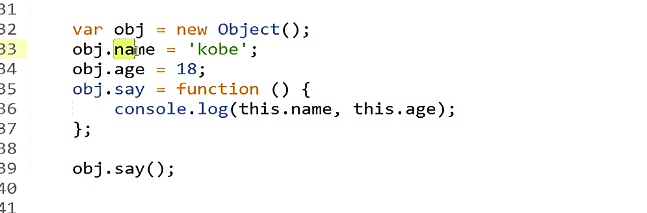 31
32 var obj = new Object();
33 obj.name = 'kobe';
34 obj.age = 18;
35 obj.say = function () {
36 console.log(this.name, this.age);
37 };
38
39 obj.say();
40
41